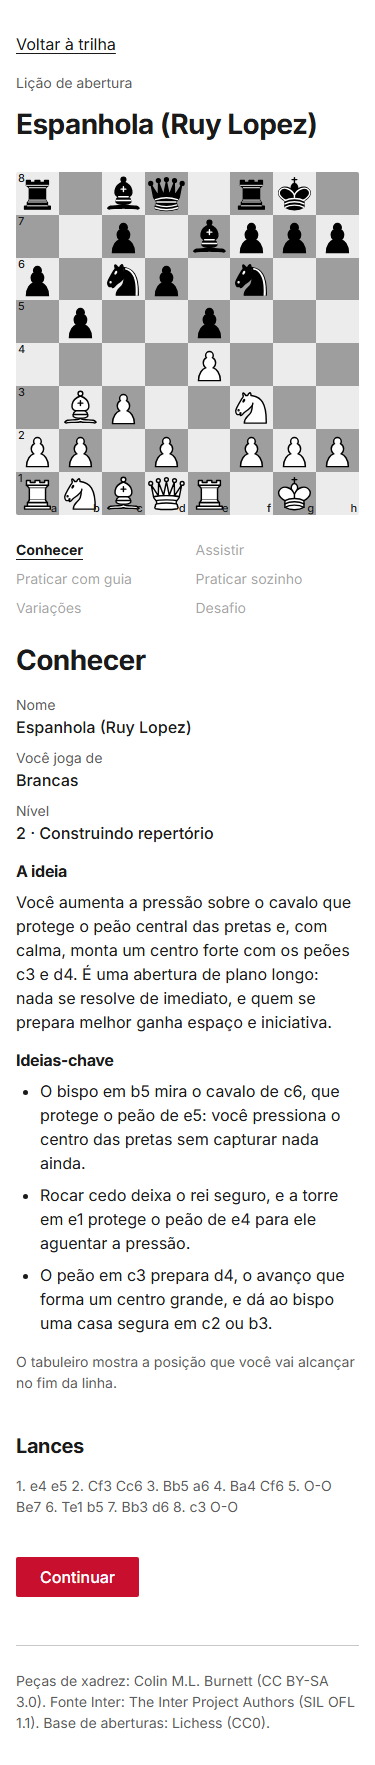 Voltar à trilha
Lição de abertura
Espanhola (Ruy Lopez)
8
7
6
5
4
3
2
1
a b c d e f g h
Conhecer Assistir
Praticar com guia Praticar sozinho
Variações Desafio
Conhecer
Nome
Espanhola (Ruy Lopez)
Você joga de
Brancas
Nível
2 · Construindo repertório
A ideia
Você aumenta a pressão sobre o cavalo que
protege o peão central das pretas e, com
calma, monta um centro forte com os peões
c3 e d4. É uma abertura de plano longo:
nada se resolve de imediato, e quem se
prepara melhor ganha espaço e iniciativa.
Ideias-chave
• O bispo em b5 mira o cavalo de c6, que
protege o peão de e5: você pressiona o
centro das pretas sem capturar nada
ainda.
• Rocar cedo deixa o rei seguro, e a torre
em e1 protege o peão de e4 para ele
aguentar a pressão.
• O peão em c3 prepara d4, o avanço que
forma um centro grande, e dá ao bispo
uma casa segura em c2 ou b3.
O tabuleiro mostra a posição que você vai alcançar
no fim da linha.
Lances
1. e4 e5 2. Cf3 Cc6 3. Bb5 a6 4. Ba4 Cf6 5. O-O
Be7 6. Te1 b5 7. Bb3 d6 8. c3 O-O
Continuar
Peças de xadrez: Colin M.L. Burnett (CC BY-SA
3.0). Fonte Inter: The Inter Project Authors (SIL OFL
1.1). Base de aberturas: Lichess (CC0).